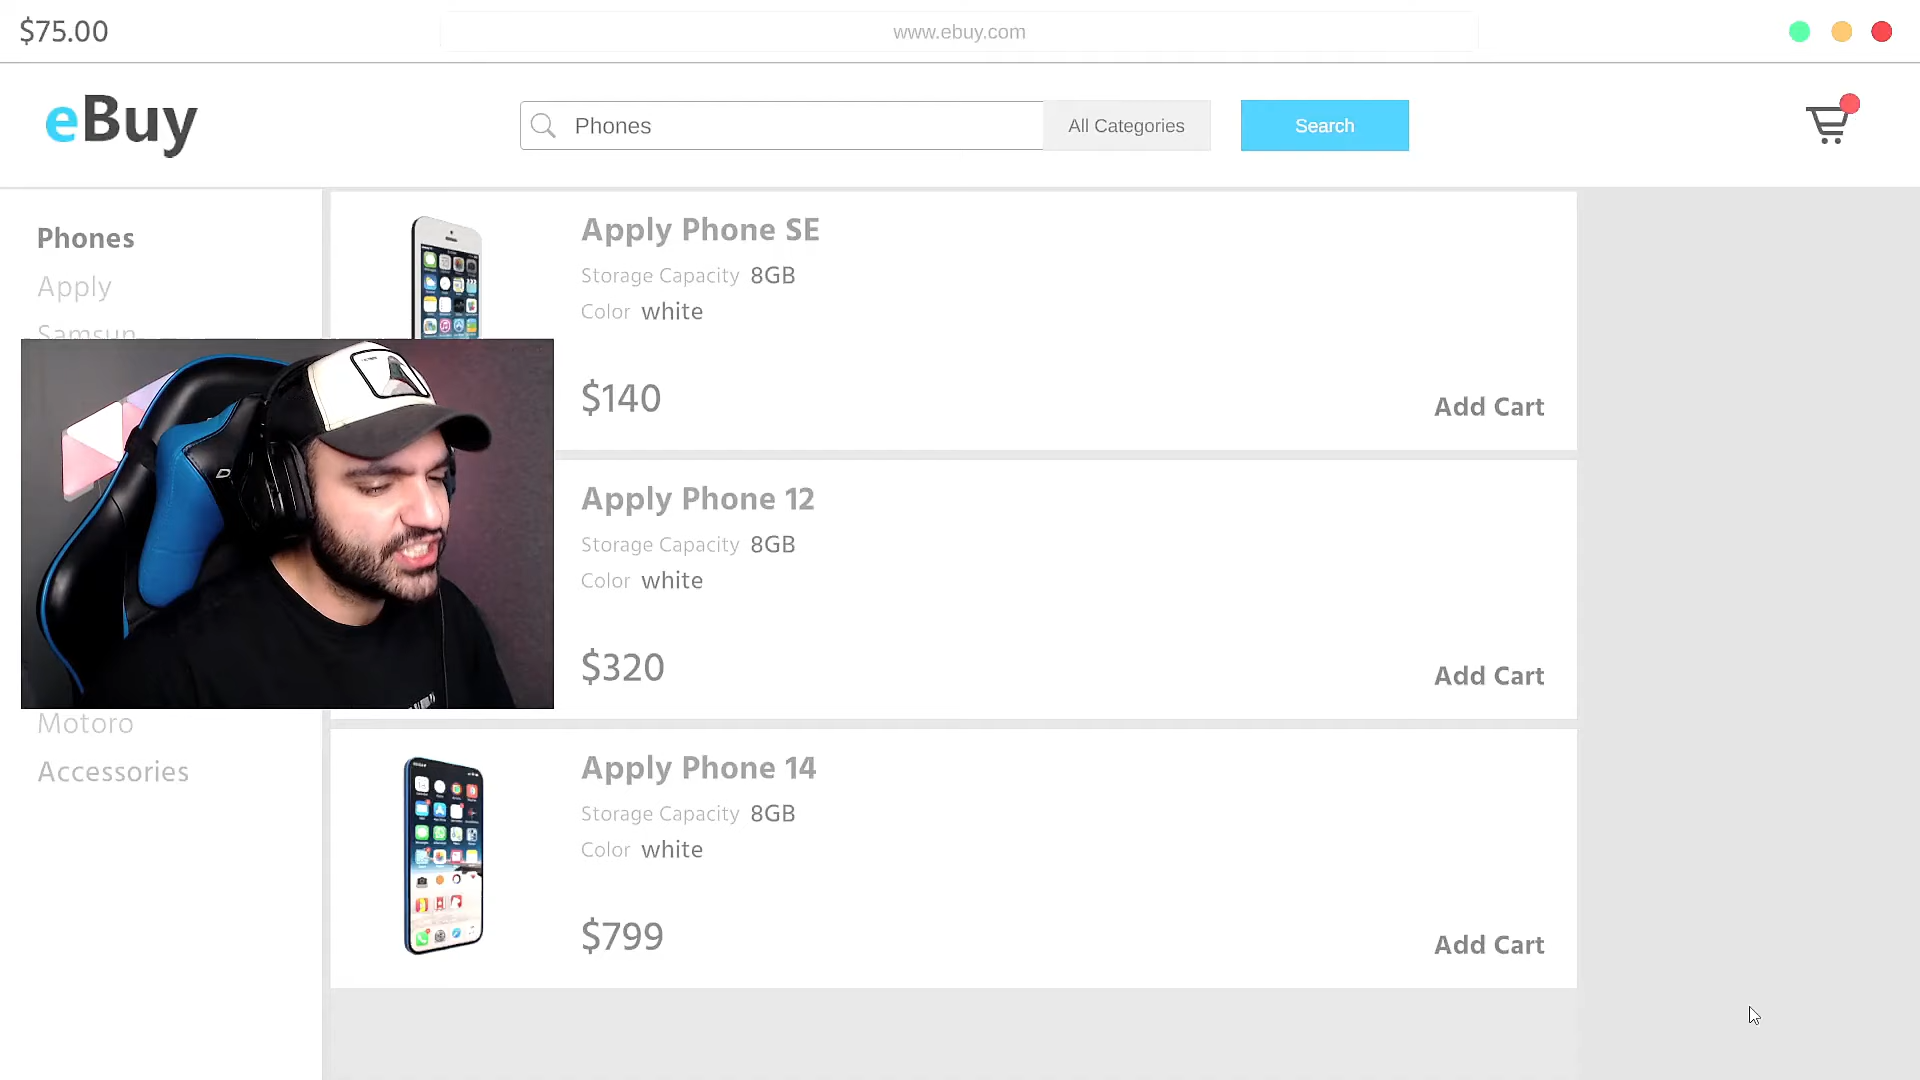 $75.00
www.ebuy.com
eBuy
Phones
All Categories
Search
Phones
Apply
Samsun
Motoro
Accessories
Apply Phone SE
Storage Capacity 8GB
Color white
$140
Add Cart
Apply Phone 12
Storage Capacity 8GB
Color white
$320
Add Cart
Apply Phone 14
Storage Capacity 8GB
Color white
$799
Add Cart